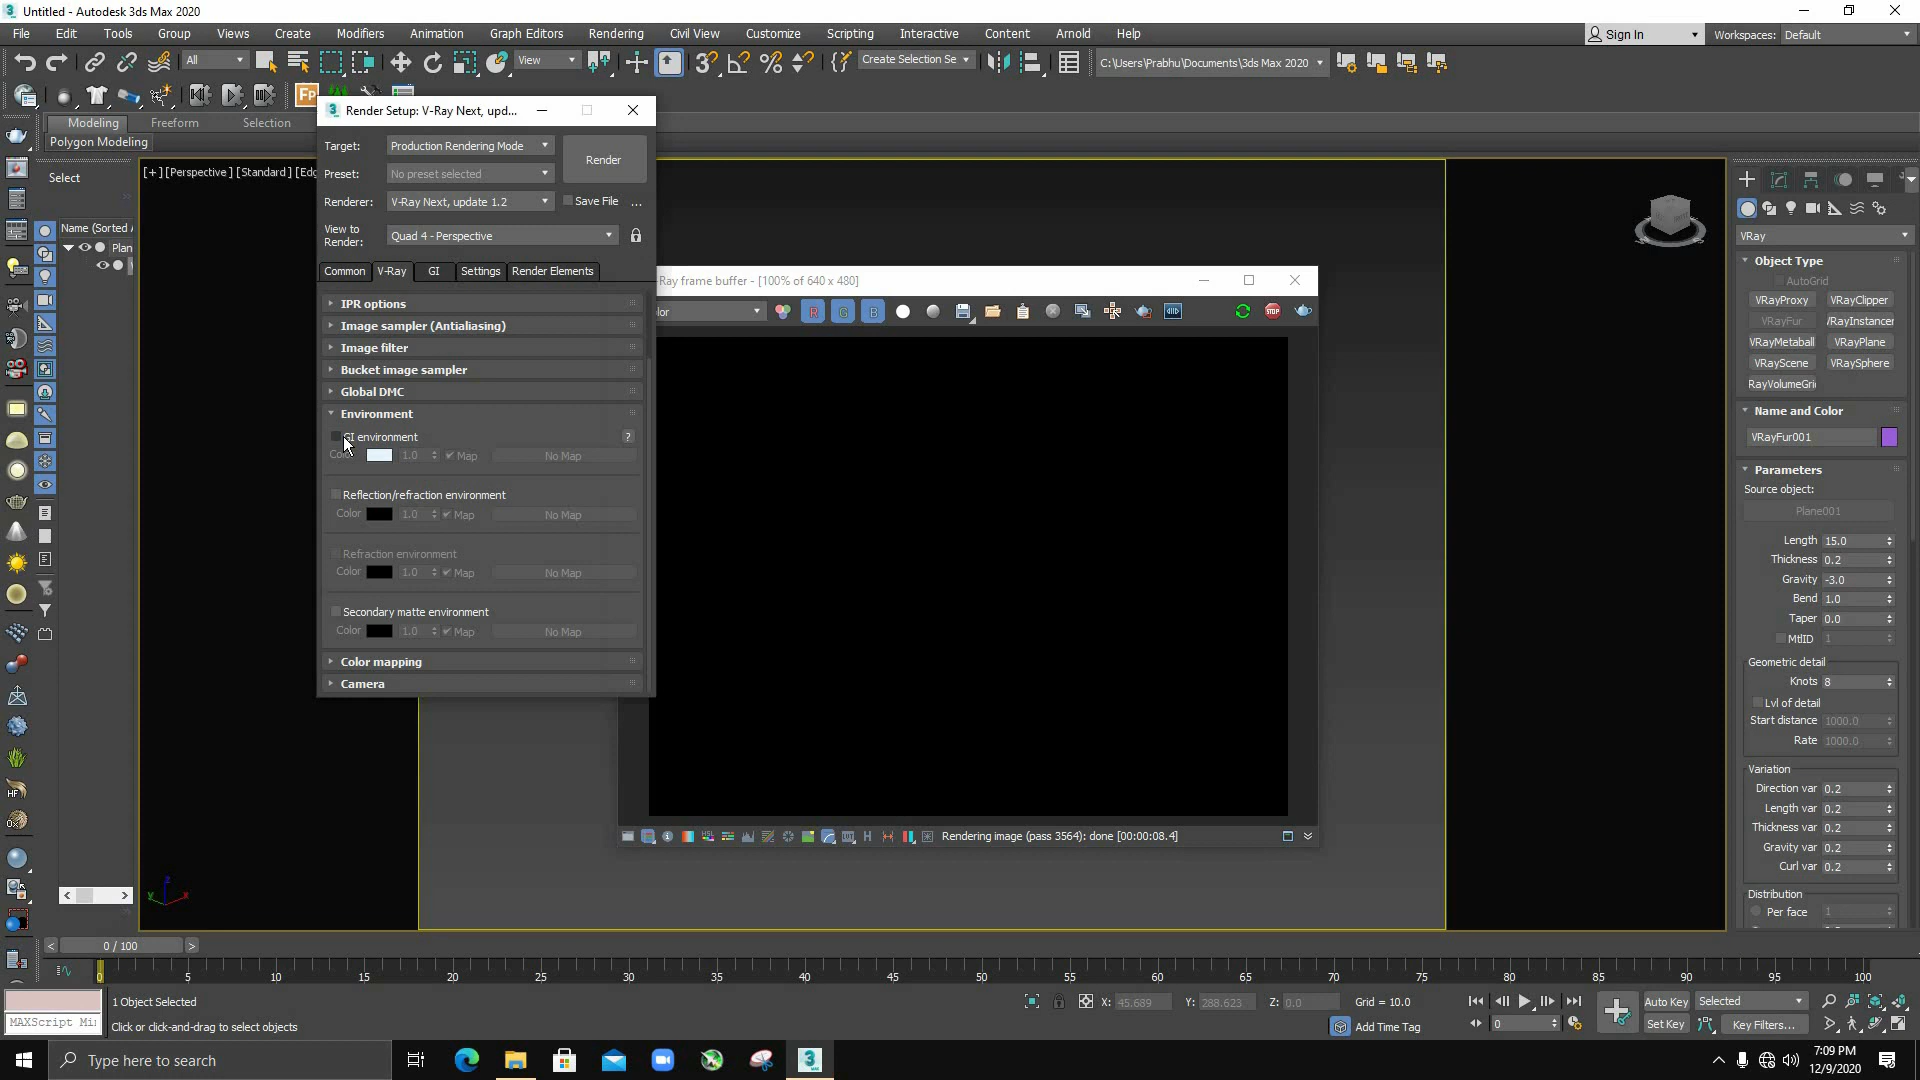 Untitled - Autodesk 3ds Max 2020
File Edit Tools Group Views Create Modifiers Animation Graph Editors Rendering Civil View Customize Scripting Interactive Content Arnold Help
Sign In
Workspaces: Default
All
View
Create Selection Se
C:\Users\Prabhu\Documents\3ds Max 2020
Modeling Freeform Selection
Polygon Modeling
Select
Name (Sorted A
Plan
[+][Perspective][Standard][Edg
Render Setup: V-Ray Next, upd...
Target: Production Rendering Mode
Render
Preset: No preset selected
Renderer: V-Ray Next, update 1.2
Save File ...
View to
Render: Quad 4 - Perspective
Common V-Ray GI Settings Render Elements
IPR options
Image sampler (Antialiasing)
Image filter
Bucket image sampler
Global DMC
Environment
GI environment ?
Color 1.0 Map No Map
Reflection/refraction environment
Color 1.0 Map No Map
Refraction environment
Color 1.0 Map No Map
Secondary matte environment
Color 1.0 Map No Map
Color mapping
Camera
Ray frame buffer - [100% of 640 x 480]
olor
R G B
STOP
HSL LUT H
Rendering image (pass 3564): done [00:00:08.4]
VRay
Object Type
AutoGrid
VRayProxy VRayClipper
VRayFur /RayInstancer
VRayMetaball VRayPlane
VRayScene VRaySphere
RayVolumeGri
Name and Color
VRayFur001
Parameters
Source object:
Plane001
Length 15.0
Thickness 0.2
Gravity -3.0
Bend 1.0
Taper 0.0
MtlID 1
Geometric detail
Knots 8
Lvl of detail
Start distance 1000.0
Rate 1000.0
Variation
Direction var 0.2
Length var 0.2
Thickness var 0.2
Gravity var 0.2
Curl var 0.2
Distribution
Per face 1
z
y x
0 / 100
0 5 10 15 20 25 30 35 40 45 50 55 60 65 70 75 80 85 90 95 100
1 Object Selected
MAXScript Mi
Click or click-and-drag to select objects
X: 45.689 Y: 288.623 Z: 0.0 Grid = 10.0
Add Time Tag
0
Auto Key Selected
Set Key Key Filters...
Type here to search
7:09 PM
12/9/2020